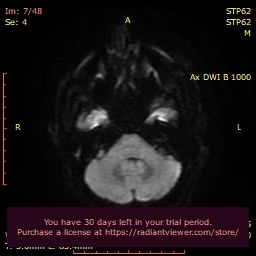 Im: 7/48
Se: 4
STP62
STP62
M
A
Ax DWI B 1000
R
L
You have 30 days left in your trial period.
Purchase a license at https://radiantviewer.com/store/